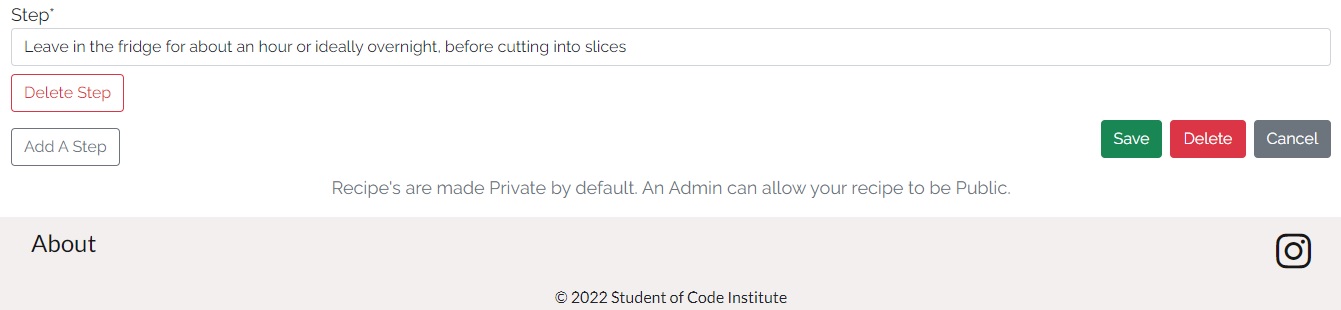 Step*
Leave in the fridge for about an hour or ideally overnight, before cutting into slices
Delete Step
Add A Step
Save Delete Cancel
Recipe's are made Private by default. An Admin can allow your recipe to be Public.
About
© 2022 Student of Code Institute